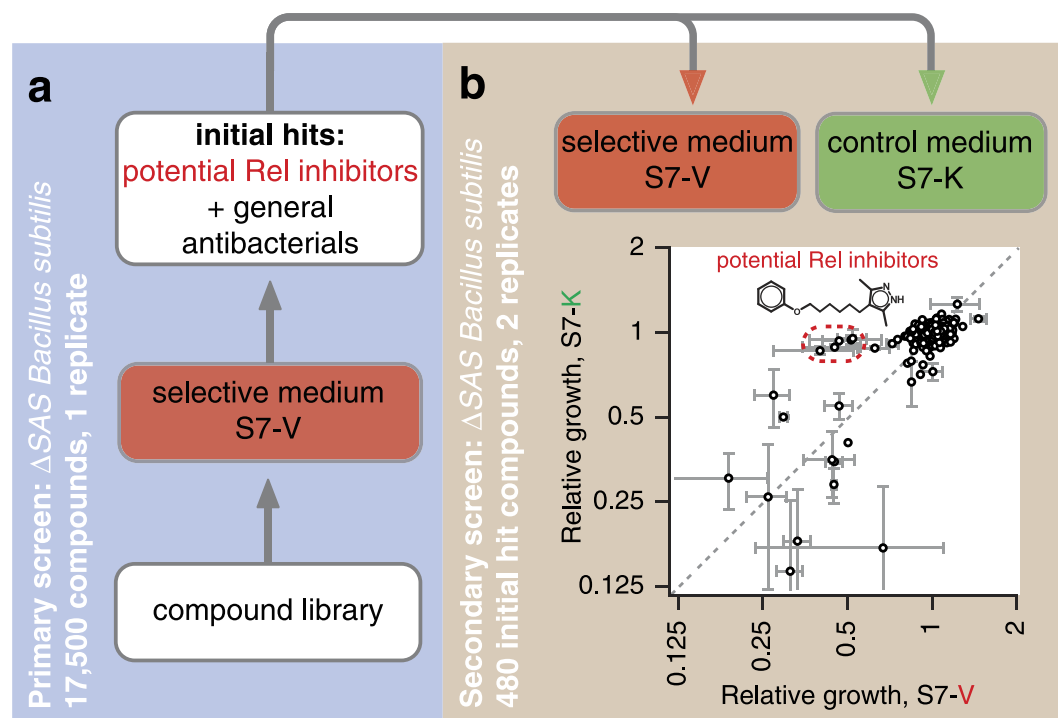 a
Primary screen: ΔSAS Bacillus subtilis
17,500 compounds, 1 replicate
initial hits:
potential Rel inhibitors
+ general
antibacterials
selective medium
S7-V
compound library
b
Secondary screen: ΔSAS Bacillus subtilis
480 initial hit compounds, 2 replicates
selective medium
S7-V
control medium
S7-K
potential Rel inhibitors
O
N
NH
Relative growth, S7-K
2
1
0.5
0.25
0.125
0.125
0.25
0.5
1
2
Relative growth, S7-V